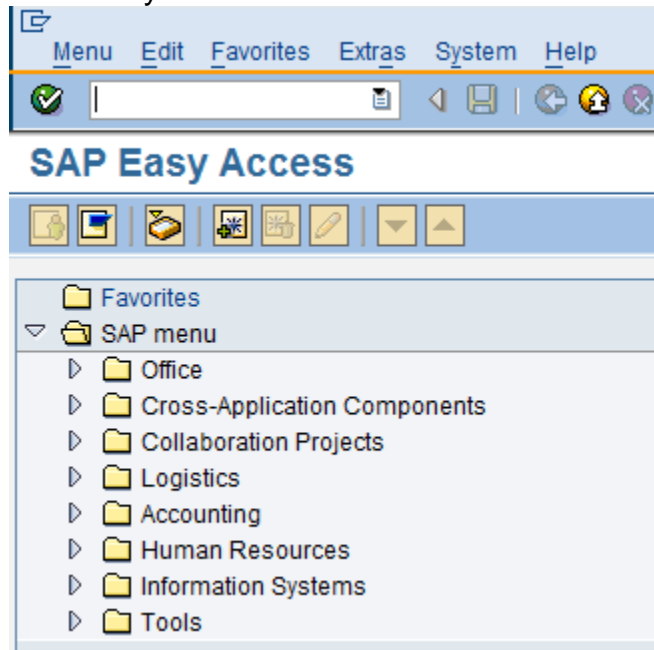 Menu Edit Favorites Extras System Help
SAP Easy Access
Favorites
SAP menu
Office
Cross-Application Components
Collaboration Projects
Logistics
Accounting
Human Resources
Information Systems
Tools